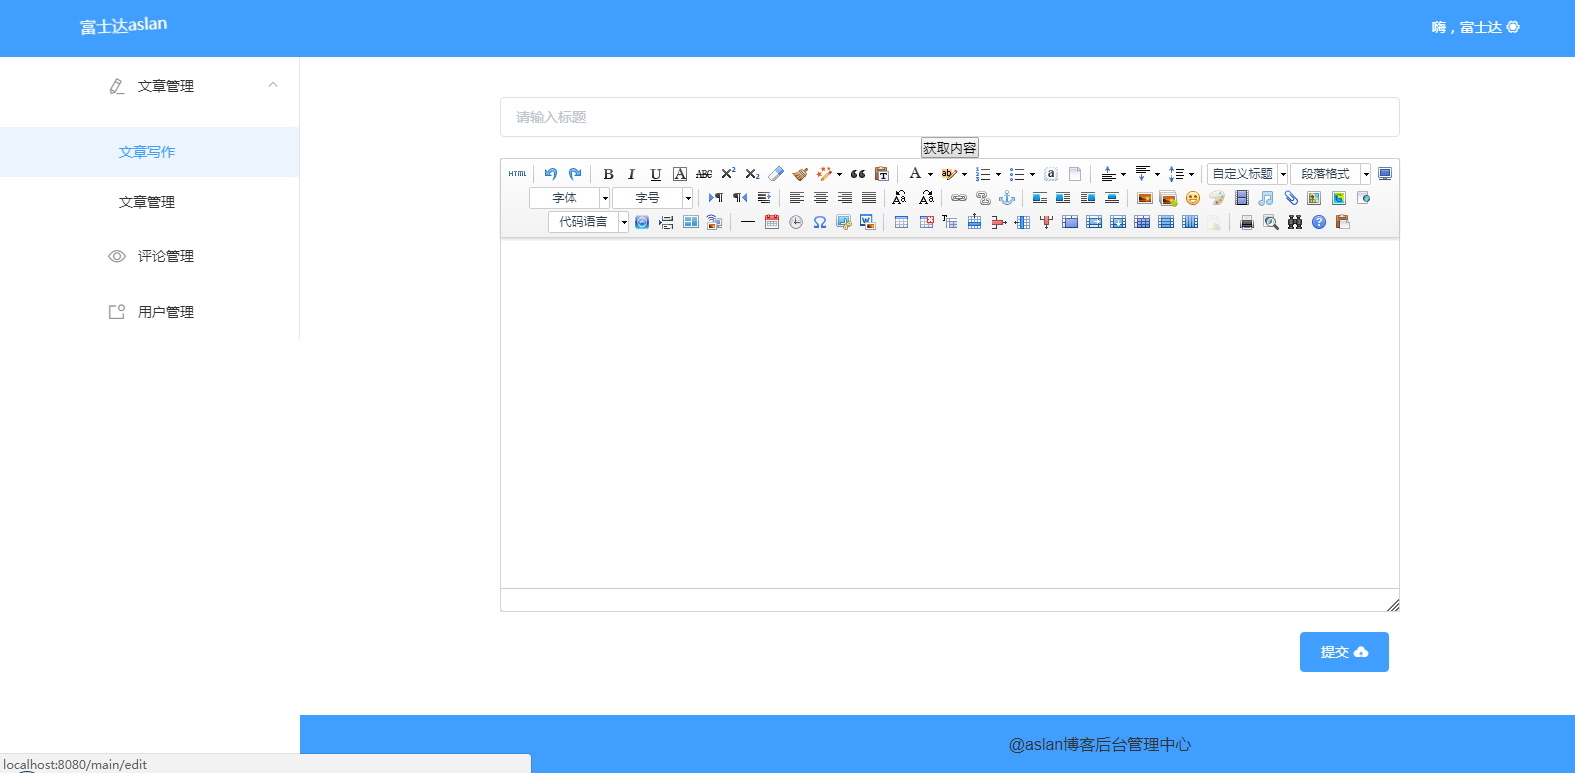 富士达aslan
嗨，富士达
文章管理
文章写作
文章管理
评论管理
用户管理
请输入标题
获取内容
HTML B I U A ABC X² X₂ A ab a 自定义标题 段落格式
字体 字号
代码语言
提交
@aslan博客后台管理中心
localhost:8080/main/edit